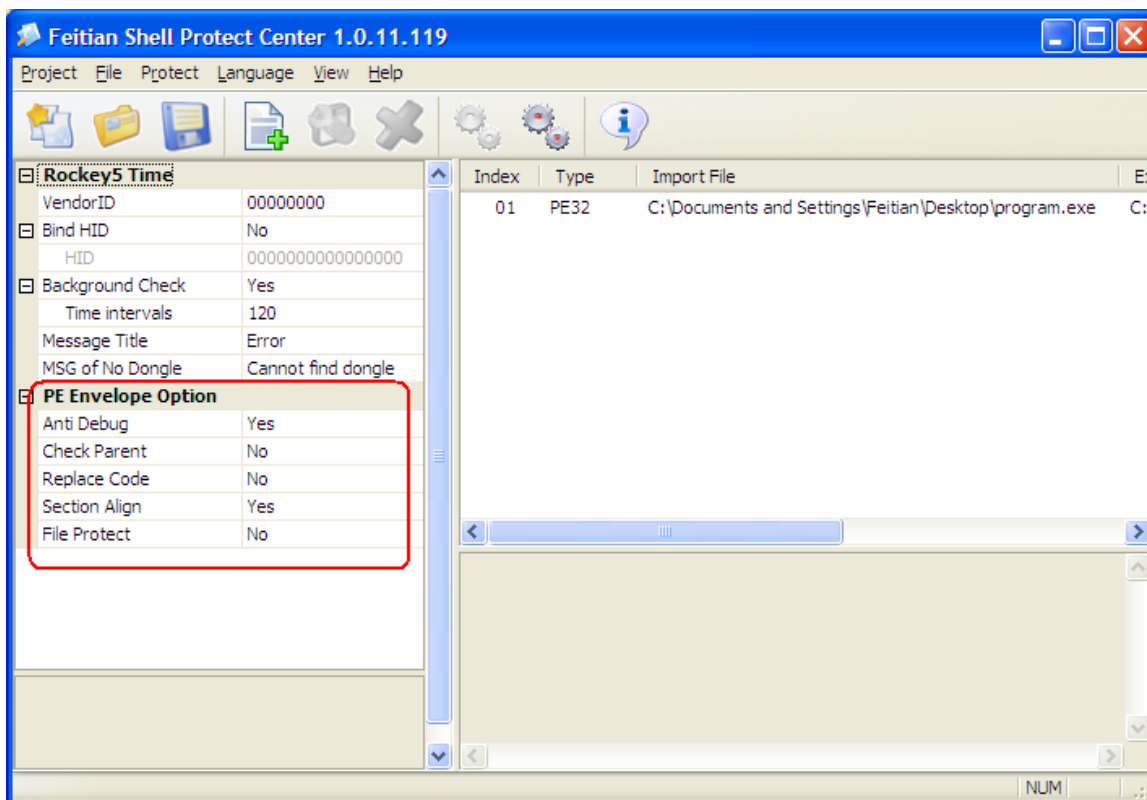 Feitian Shell Protect Center 1.0.11.119
Project File Protect Language View Help
Rockey5 Time
VendorID 00000000
Bind HID No
HID 0000000000000000
Background Check Yes
Time intervals 120
Message Title Error
MSG of No Dongle Cannot find dongle
PE Envelope Option
Anti Debug Yes
Check Parent No
Replace Code No
Section Align Yes
File Protect No
Index Type Import File
01 PE32 C:\Documents and Settings\Feitian\Desktop\program.exe C:
NUM